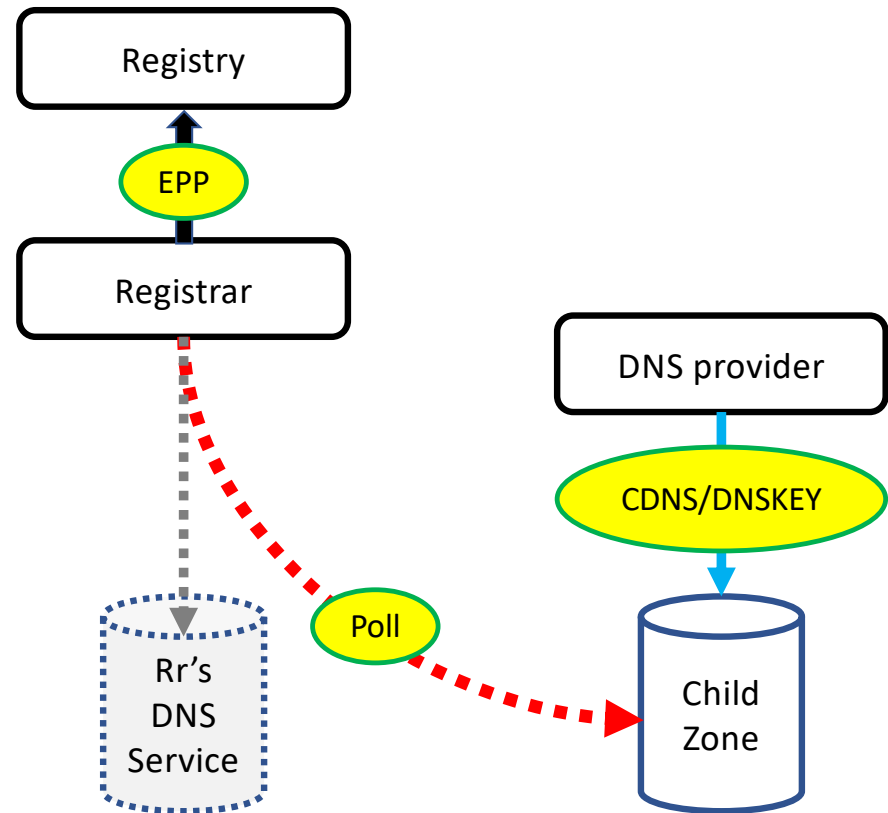 Registry
EPP
Registrar
DNS provider
CDNS/DNSKEY
Poll
Rr's
DNS
Service
Child
Zone